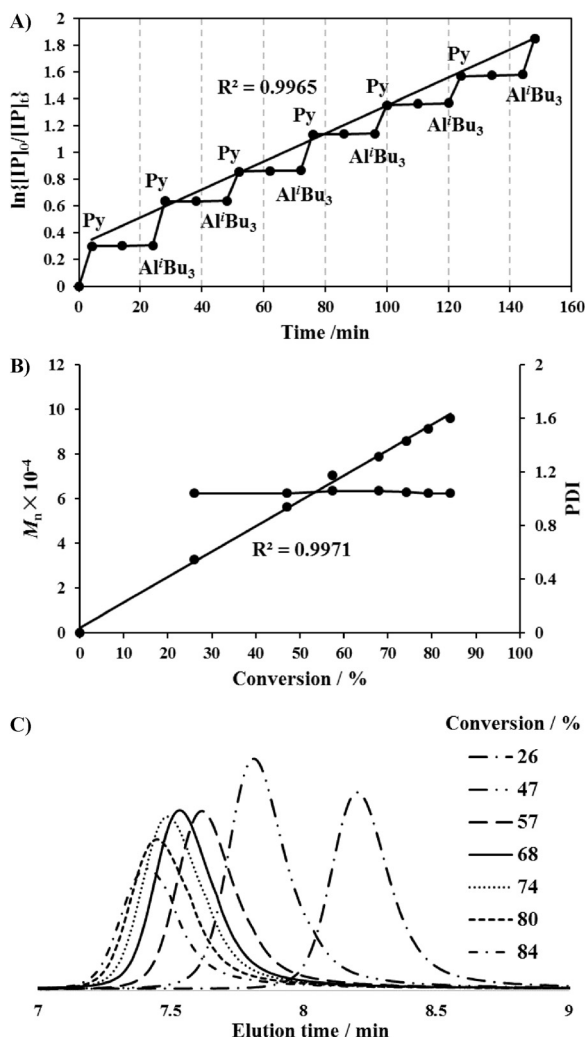 A)
ln{[IP]₀/[IP]ₜ}
2
1.8
1.6
1.4
1.2
1
0.8
0.6
0.4
0.2
0
R² = 0.9965
Py
Py
Py
Py
Py
Py
AlⁱBu₃
AlⁱBu₃
AlⁱBu₃
AlⁱBu₃
AlⁱBu₃
AlⁱBu₃
0 20 40 60 80 100 120 140 160
Time /min
B)
Mₙ × 10⁻⁴
12
10
8
6
4
2
0
R² = 0.9971
2
1.6
1.2
0.8
0.4
0
PDI
0 10 20 30 40 50 60 70 80 90 100
Conversion / %
C)
Conversion / %
26
47
57
68
74
80
84
7 7.5 8 8.5 9
Elution time / min